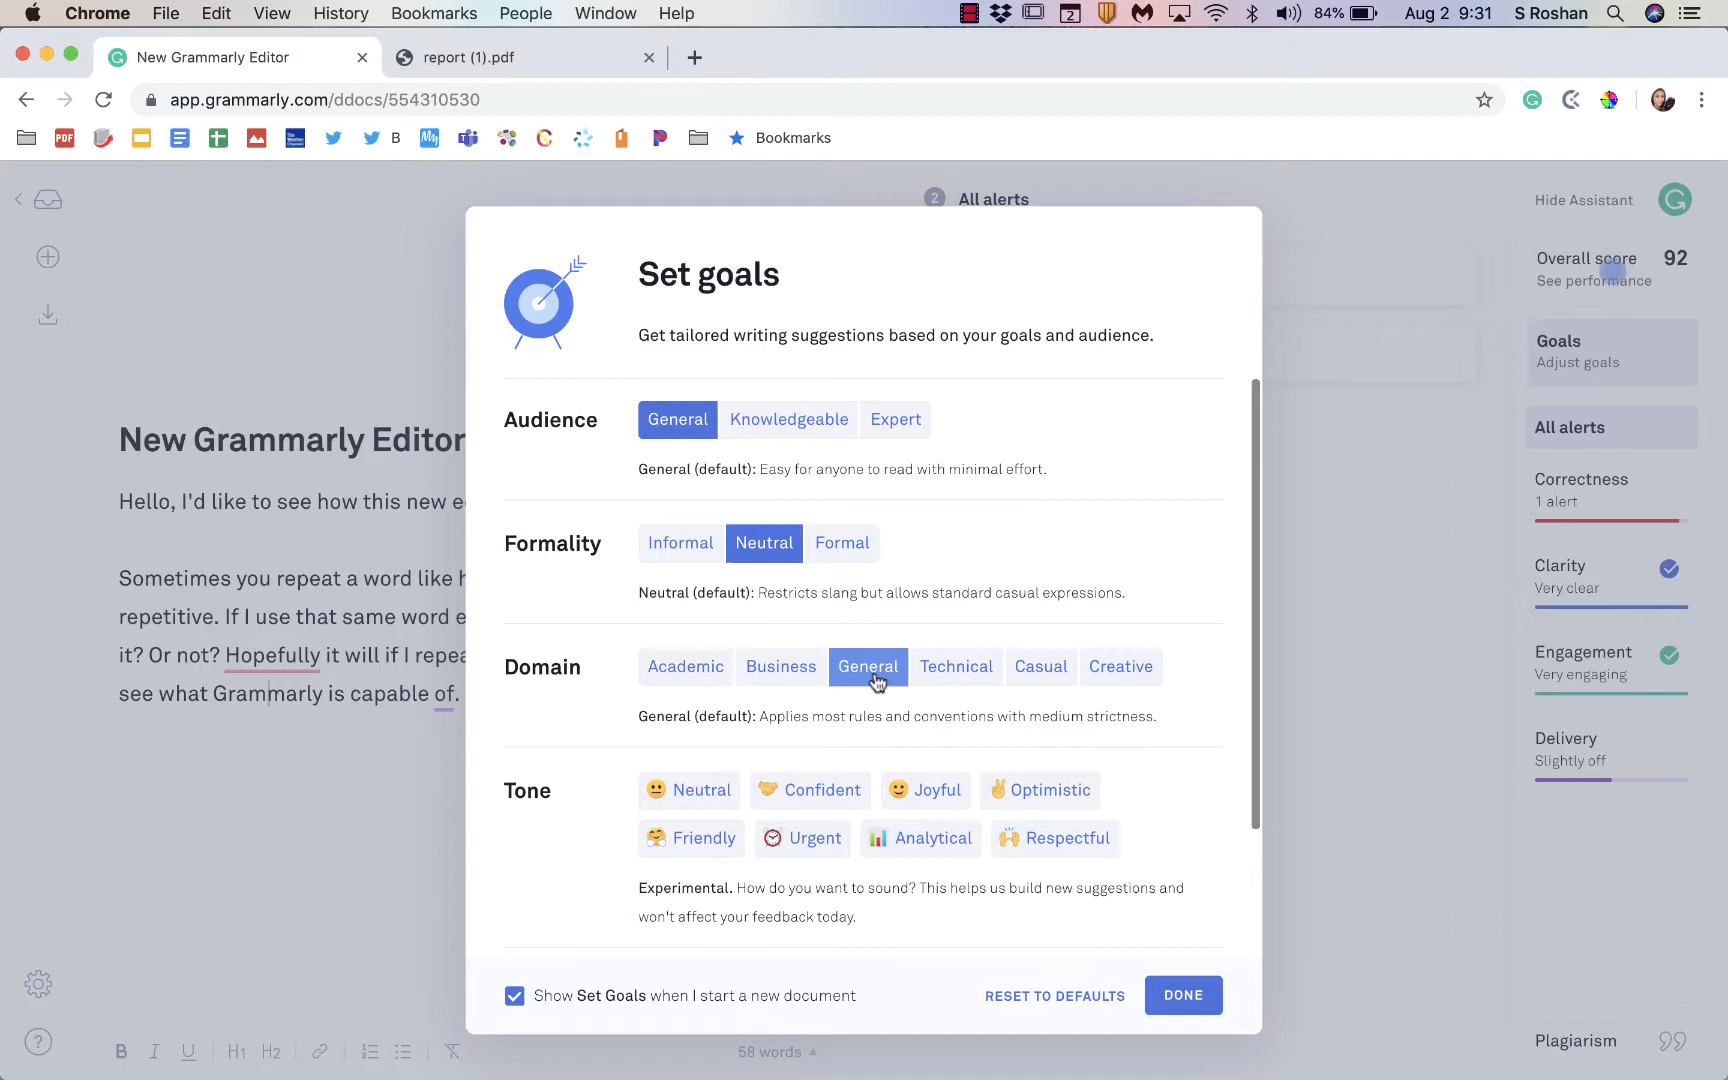 Chrome File Edit View History Bookmarks People Window Help 2 84% Aug 2 9:31 S Roshan
New Grammarly Editor report (1).pdf
app.grammarly.com/ddocs/554310530
PDF B My Bookmarks
2 All alerts
Hide Assistant
Overall score 92
See performance
Goals
Adjust goals
All alerts
Correctness
1 alert
Clarity
Very clear
Engagement
Very engaging
Delivery
Slightly off
Plagiarism
New Grammarly Editor
Hello, I'd like to see how this new e
Sometimes you repeat a word like h
repetitive. If I use that same word e
it? Or not? Hopefully it will if I repea
see what Grammarly is capable of.
Set goals
Get tailored writing suggestions based on your goals and audience.
Audience General Knowledgeable Expert
General (default): Easy for anyone to read with minimal effort.
Formality Informal Neutral Formal
Neutral (default): Restricts slang but allows standard casual expressions.
Domain Academic Business General Technical Casual Creative
General (default): Applies most rules and conventions with medium strictness.
Tone 😐 Neutral 🤝 Confident 🙂 Joyful ✌️ Optimistic
🤗 Friendly ⏰ Urgent 📊 Analytical 🙌 Respectful
Experimental. How do you want to sound? This helps us build new suggestions and
won't affect your feedback today.
Show Set Goals when I start a new document RESET TO DEFAULTS DONE
B I U H1 H2 58 words